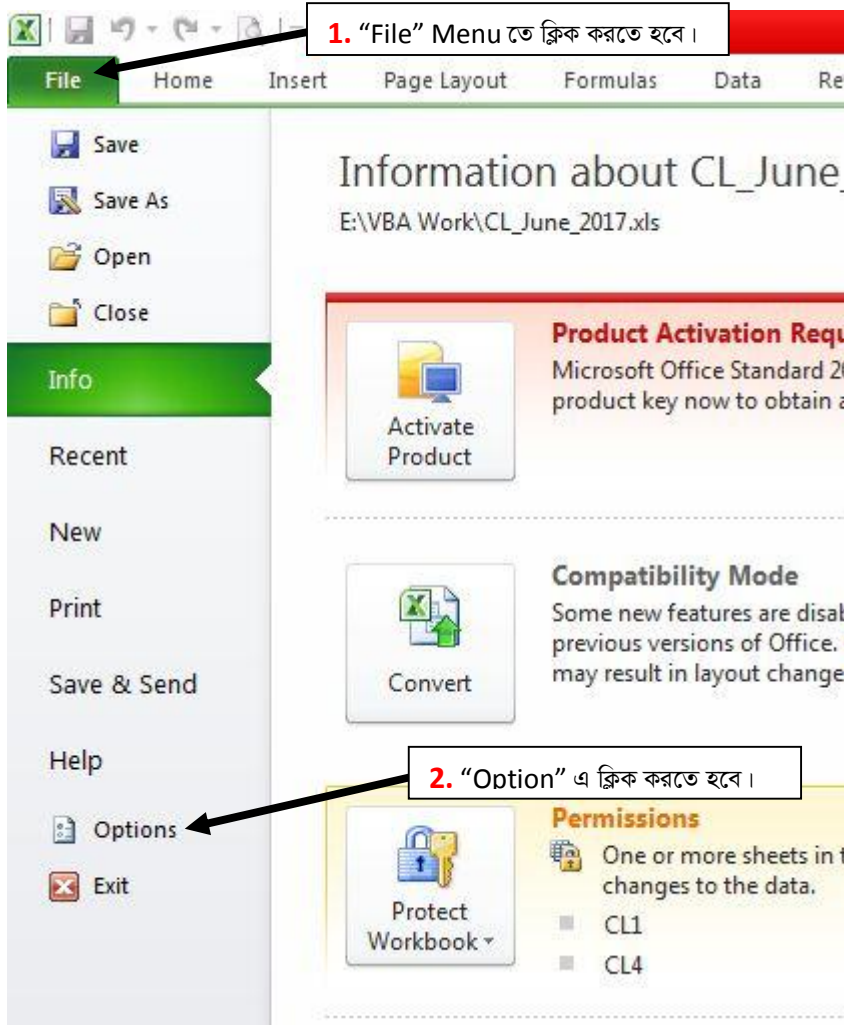 1. “File” Menu তে ক্লিক করতে হবে।
File Home Insert Page Layout Formulas Data Re
Save
Save As
Open
Close
Info
Recent
New
Print
Save & Send
Help
Options
Exit
Information about CL_June_
E:\VBA Work\CL_June_2017.xls
Activate
Product
Product Activation Requ
Microsoft Office Standard 20
product key now to obtain a
Convert
Compatibility Mode
Some new features are disab
previous versions of Office.
may result in layout change
2. “Option” এ ক্লিক করতে হবে।
Protect
Workbook
Permissions
One or more sheets in t
changes to the data.
CL1
CL4